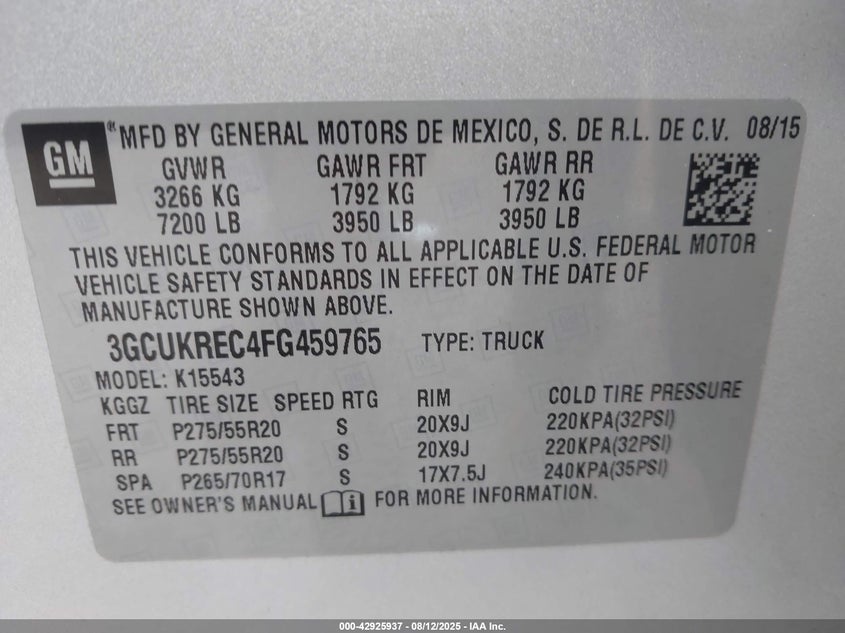 GM
®MFD BY GENERAL MOTORS DE MEXICO, S. DE R.L. DE C.V. 08/15
GVWR GAWR FRT GAWR RR
3266 KG 1792 KG 1792 KG
7200 LB 3950 LB 3950 LB
THIS VEHICLE CONFORMS TO ALL APPLICABLE U.S. FEDERAL MOTOR
VEHICLE SAFETY STANDARDS IN EFFECT ON THE DATE OF
MANUFACTURE SHOWN ABOVE.
3GCUKREC4FG459765 TYPE: TRUCK
MODEL: K15543
KGGZ TIRE SIZE SPEED RTG RIM COLD TIRE PRESSURE
FRT P275/55R20 S 20X9J 220KPA(32PSI)
RR P275/55R20 S 20X9J 220KPA(32PSI)
SPA P265/70R17 S 17X7.5J 240KPA(35PSI)
SEE OWNER'S MANUAL i FOR MORE INFORMATION.
000-42925937 - 08/12/2025 - IAA Inc.